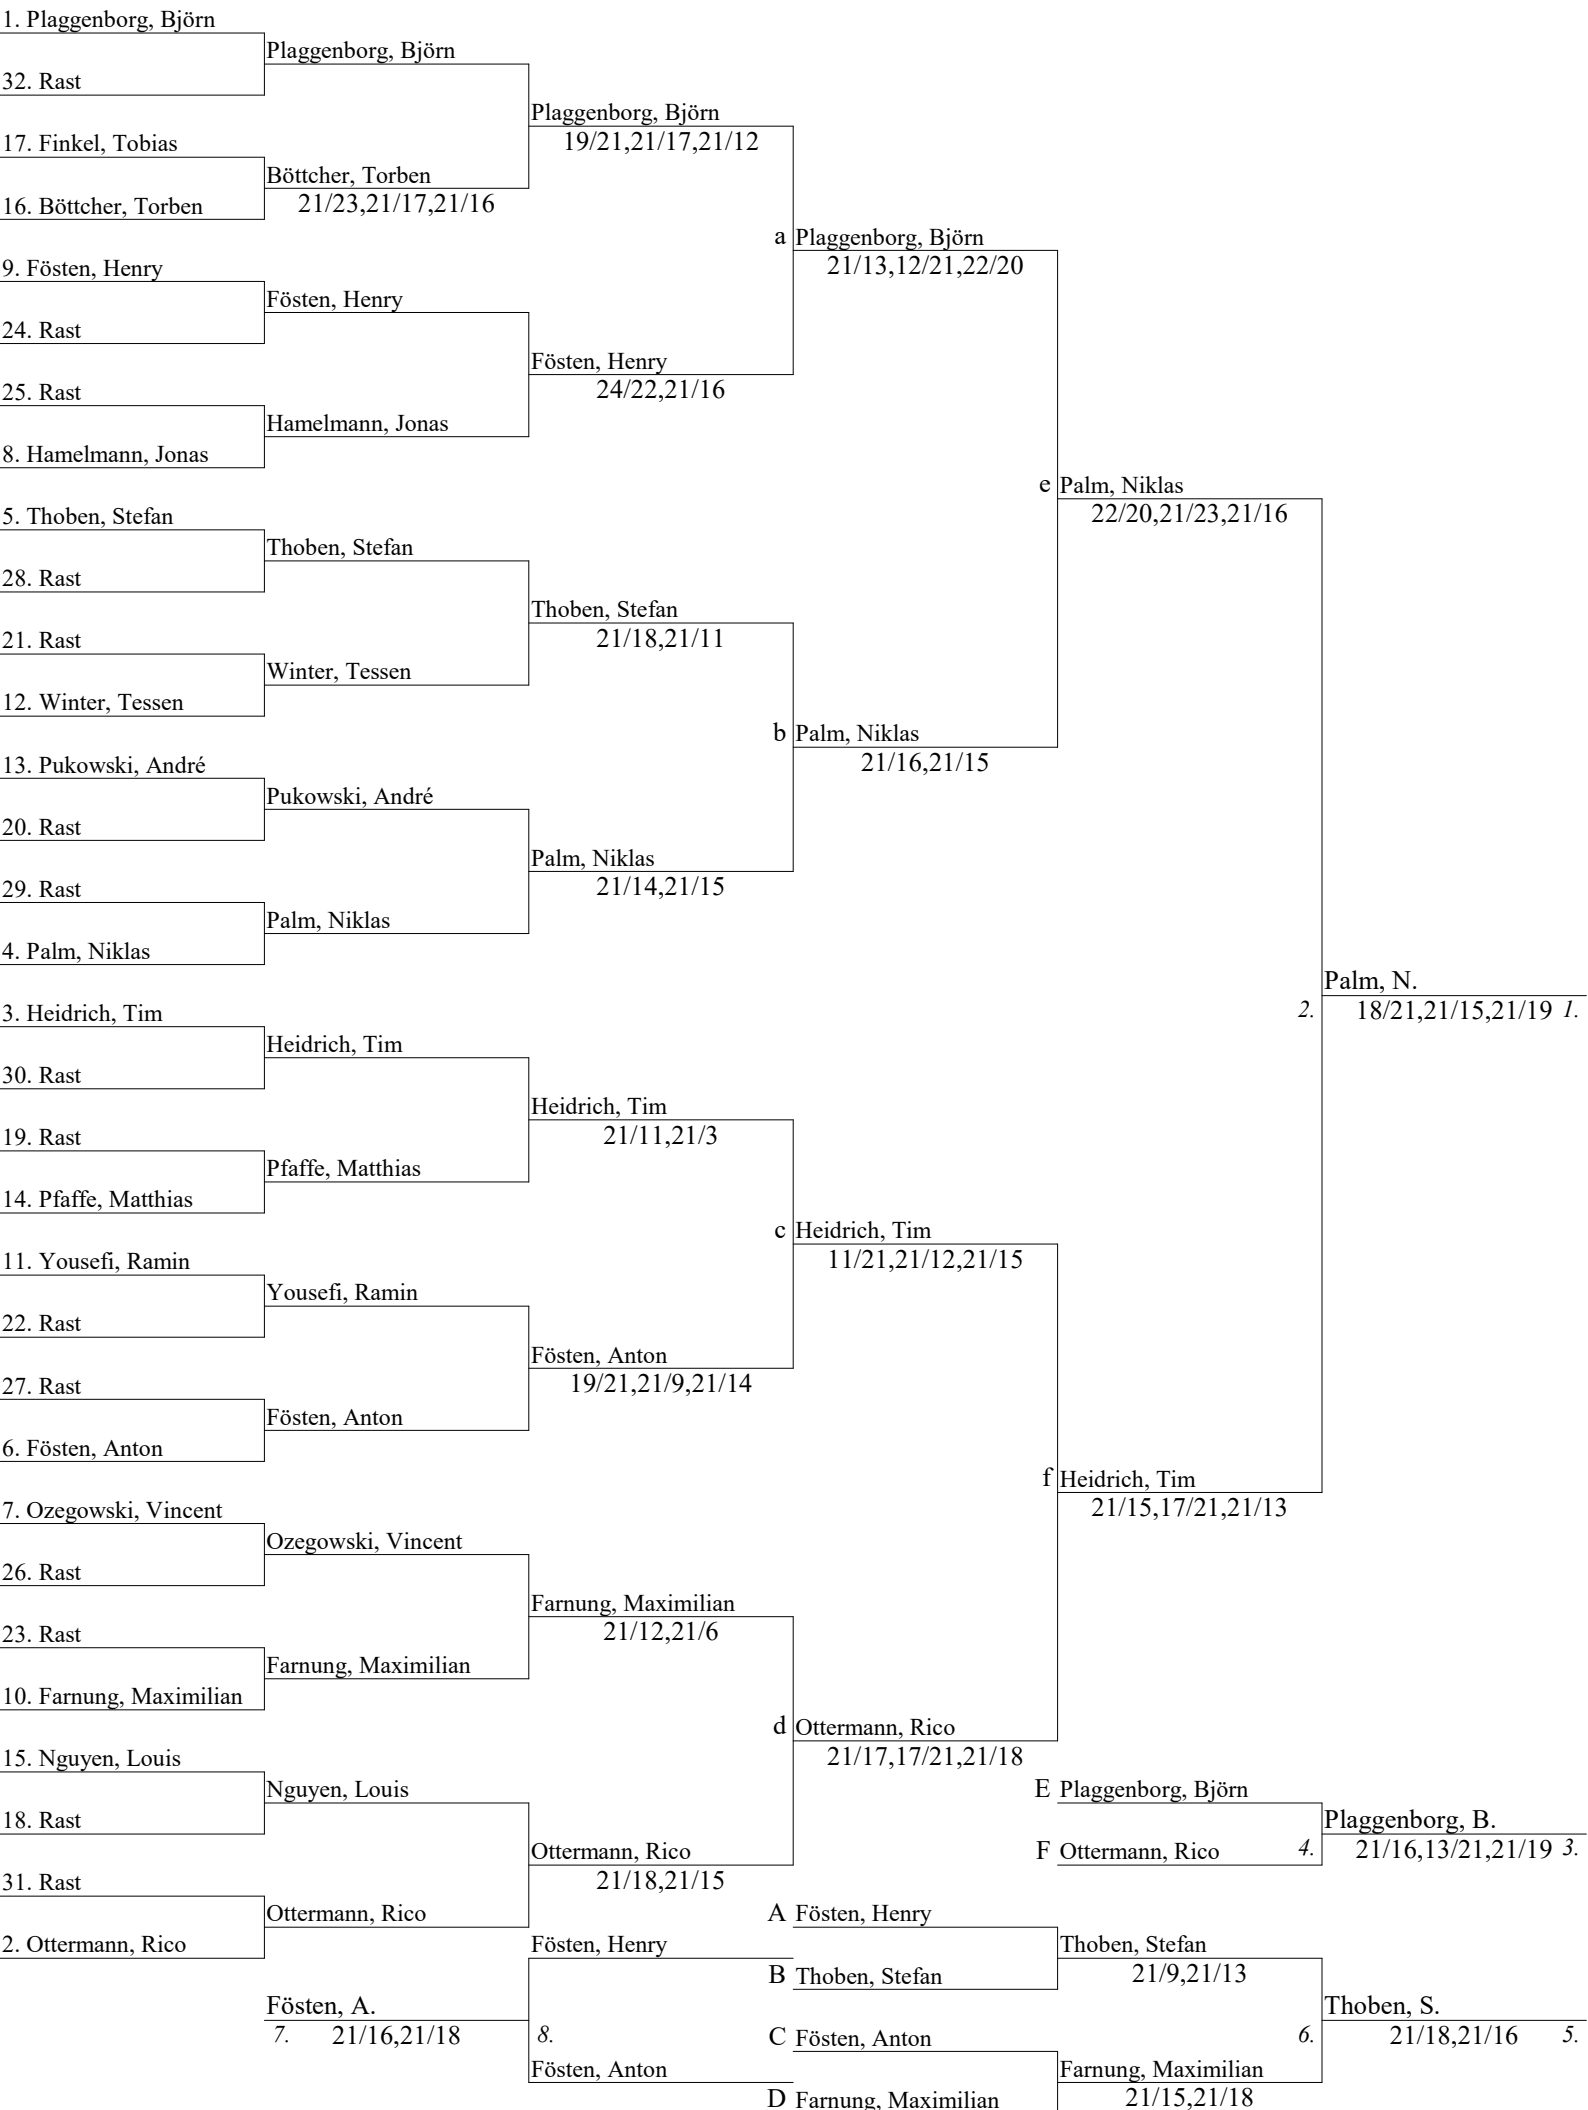 1. Plaggenborg, Björn
Plaggenborg, Björn
32. Rast
Plaggenborg, Björn
19/21,21/17,21/12
17. Finkel, Tobias
Böttcher, Torben
21/23,21/17,21/16
16. Böttcher, Torben
a Plaggenborg, Björn
21/13,12/21,22/20
9. Fösten, Henry
Fösten, Henry
24. Rast
Fösten, Henry
24/22,21/16
25. Rast
Hamelmann, Jonas
8. Hamelmann, Jonas
e Palm, Niklas
22/20,21/23,21/16
5. Thoben, Stefan
Thoben, Stefan
28. Rast
Thoben, Stefan
21/18,21/11
21. Rast
Winter, Tessen
12. Winter, Tessen
b Palm, Niklas
21/16,21/15
13. Pukowski, André
Pukowski, André
20. Rast
Palm, Niklas
21/14,21/15
29. Rast
Palm, Niklas
4. Palm, Niklas
Palm, N.
2. 18/21,21/15,21/19 1.
3. Heidrich, Tim
Heidrich, Tim
30. Rast
Heidrich, Tim
21/11,21/3
19. Rast
Pfaffe, Matthias
14. Pfaffe, Matthias
c Heidrich, Tim
11/21,21/12,21/15
11. Yousefi, Ramin
Yousefi, Ramin
22. Rast
Fösten, Anton
19/21,21/9,21/14
27. Rast
Fösten, Anton
6. Fösten, Anton
f Heidrich, Tim
21/15,17/21,21/13
7. Ozegowski, Vincent
Ozegowski, Vincent
26. Rast
Farnung, Maximilian
21/12,21/6
23. Rast
Farnung, Maximilian
10. Farnung, Maximilian
d Ottermann, Rico
21/17,17/21,21/18
15. Nguyen, Louis
Nguyen, Louis
18. Rast
Ottermann, Rico
21/18,21/15
31. Rast
Ottermann, Rico
2. Ottermann, Rico
E Plaggenborg, Björn
Plaggenborg, B.
F Ottermann, Rico 4. 21/16,13/21,21/19 3.
A Fösten, Henry
Fösten, Henry
Thoben, Stefan
B Thoben, Stefan 21/9,21/13
Fösten, A.
7. 21/16,21/18 8.
Thoben, S.
C Fösten, Anton 6. 21/18,21/16 5.
Fösten, Anton
Farnung, Maximilian
D Farnung, Maximilian 21/15,21/18